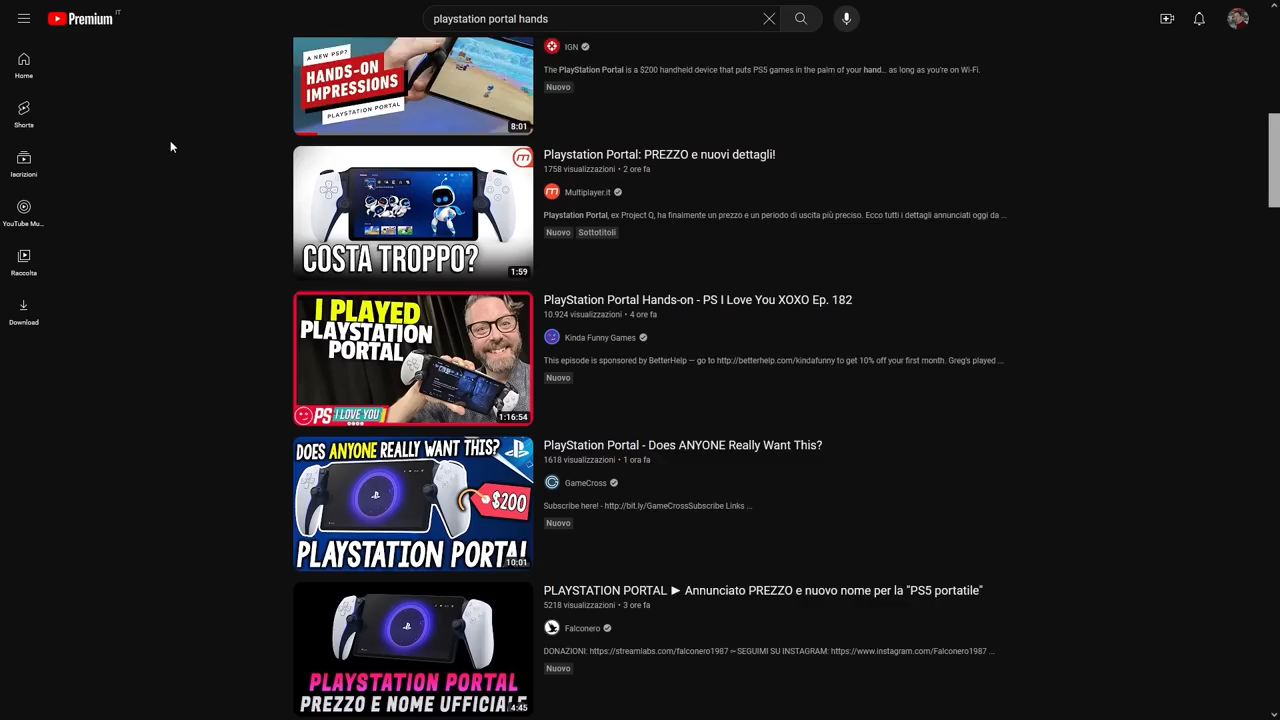 Premium
IT
playstation portal hands
Home
Shorts
Iscrizioni
YouTube Mu...
Raccolta
Download
A NEW PSP?
HANDS-ON
IMPRESSIONS
PLAYSTATION PORTAL
8:01
IGN
The PlayStation Portal is a $200 handheld device that puts PS5 games in the palm of your hand... as long as you're on Wi-Fi.
Nuovo
COSTA TROPPO?
1:59
Playstation Portal: PREZZO e nuovi dettagli!
1758 visualizzazioni • 2 ore fa
Multiplayer.it
Playstation Portal, ex Project Q, ha finalmente un prezzo e un periodo di uscita più preciso. Ecco tutti i dettagli annunciati oggi da ...
Nuovo Sottotitoli
I PLAYED
PLAYSTATION
PORTAL
PS I LOVE YOU
1:16:54
PlayStation Portal Hands-on - PS I Love You XOXO Ep. 182
10.924 visualizzazioni • 4 ore fa
Kinda Funny Games
This episode is sponsored by BetterHelp — go to http://betterhelp.com/kindafunny to get 10% off your first month. Greg's played ...
Nuovo
DOES ANYONE REALLY WANT THIS?
$200
PLAYSTATION PORTAL
10:01
PlayStation Portal - Does ANYONE Really Want This?
1618 visualizzazioni • 1 ora fa
GameCross
Subscribe here! - http://bit.ly/GameCrossSubscribe Links ...
Nuovo
PLAYSTATION PORTAL
PREZZO E NOME UFFICIALE
4:45
PLAYSTATION PORTAL ► Annunciato PREZZO e nuovo nome per la "PS5 portatile"
5218 visualizzazioni • 3 ore fa
Falconero
DONAZIONI: https://streamlabs.com/falconero1987 ✂ SEGUIMI SU INSTAGRAM: https://www.instagram.com/Falconero1987 ...
Nuovo